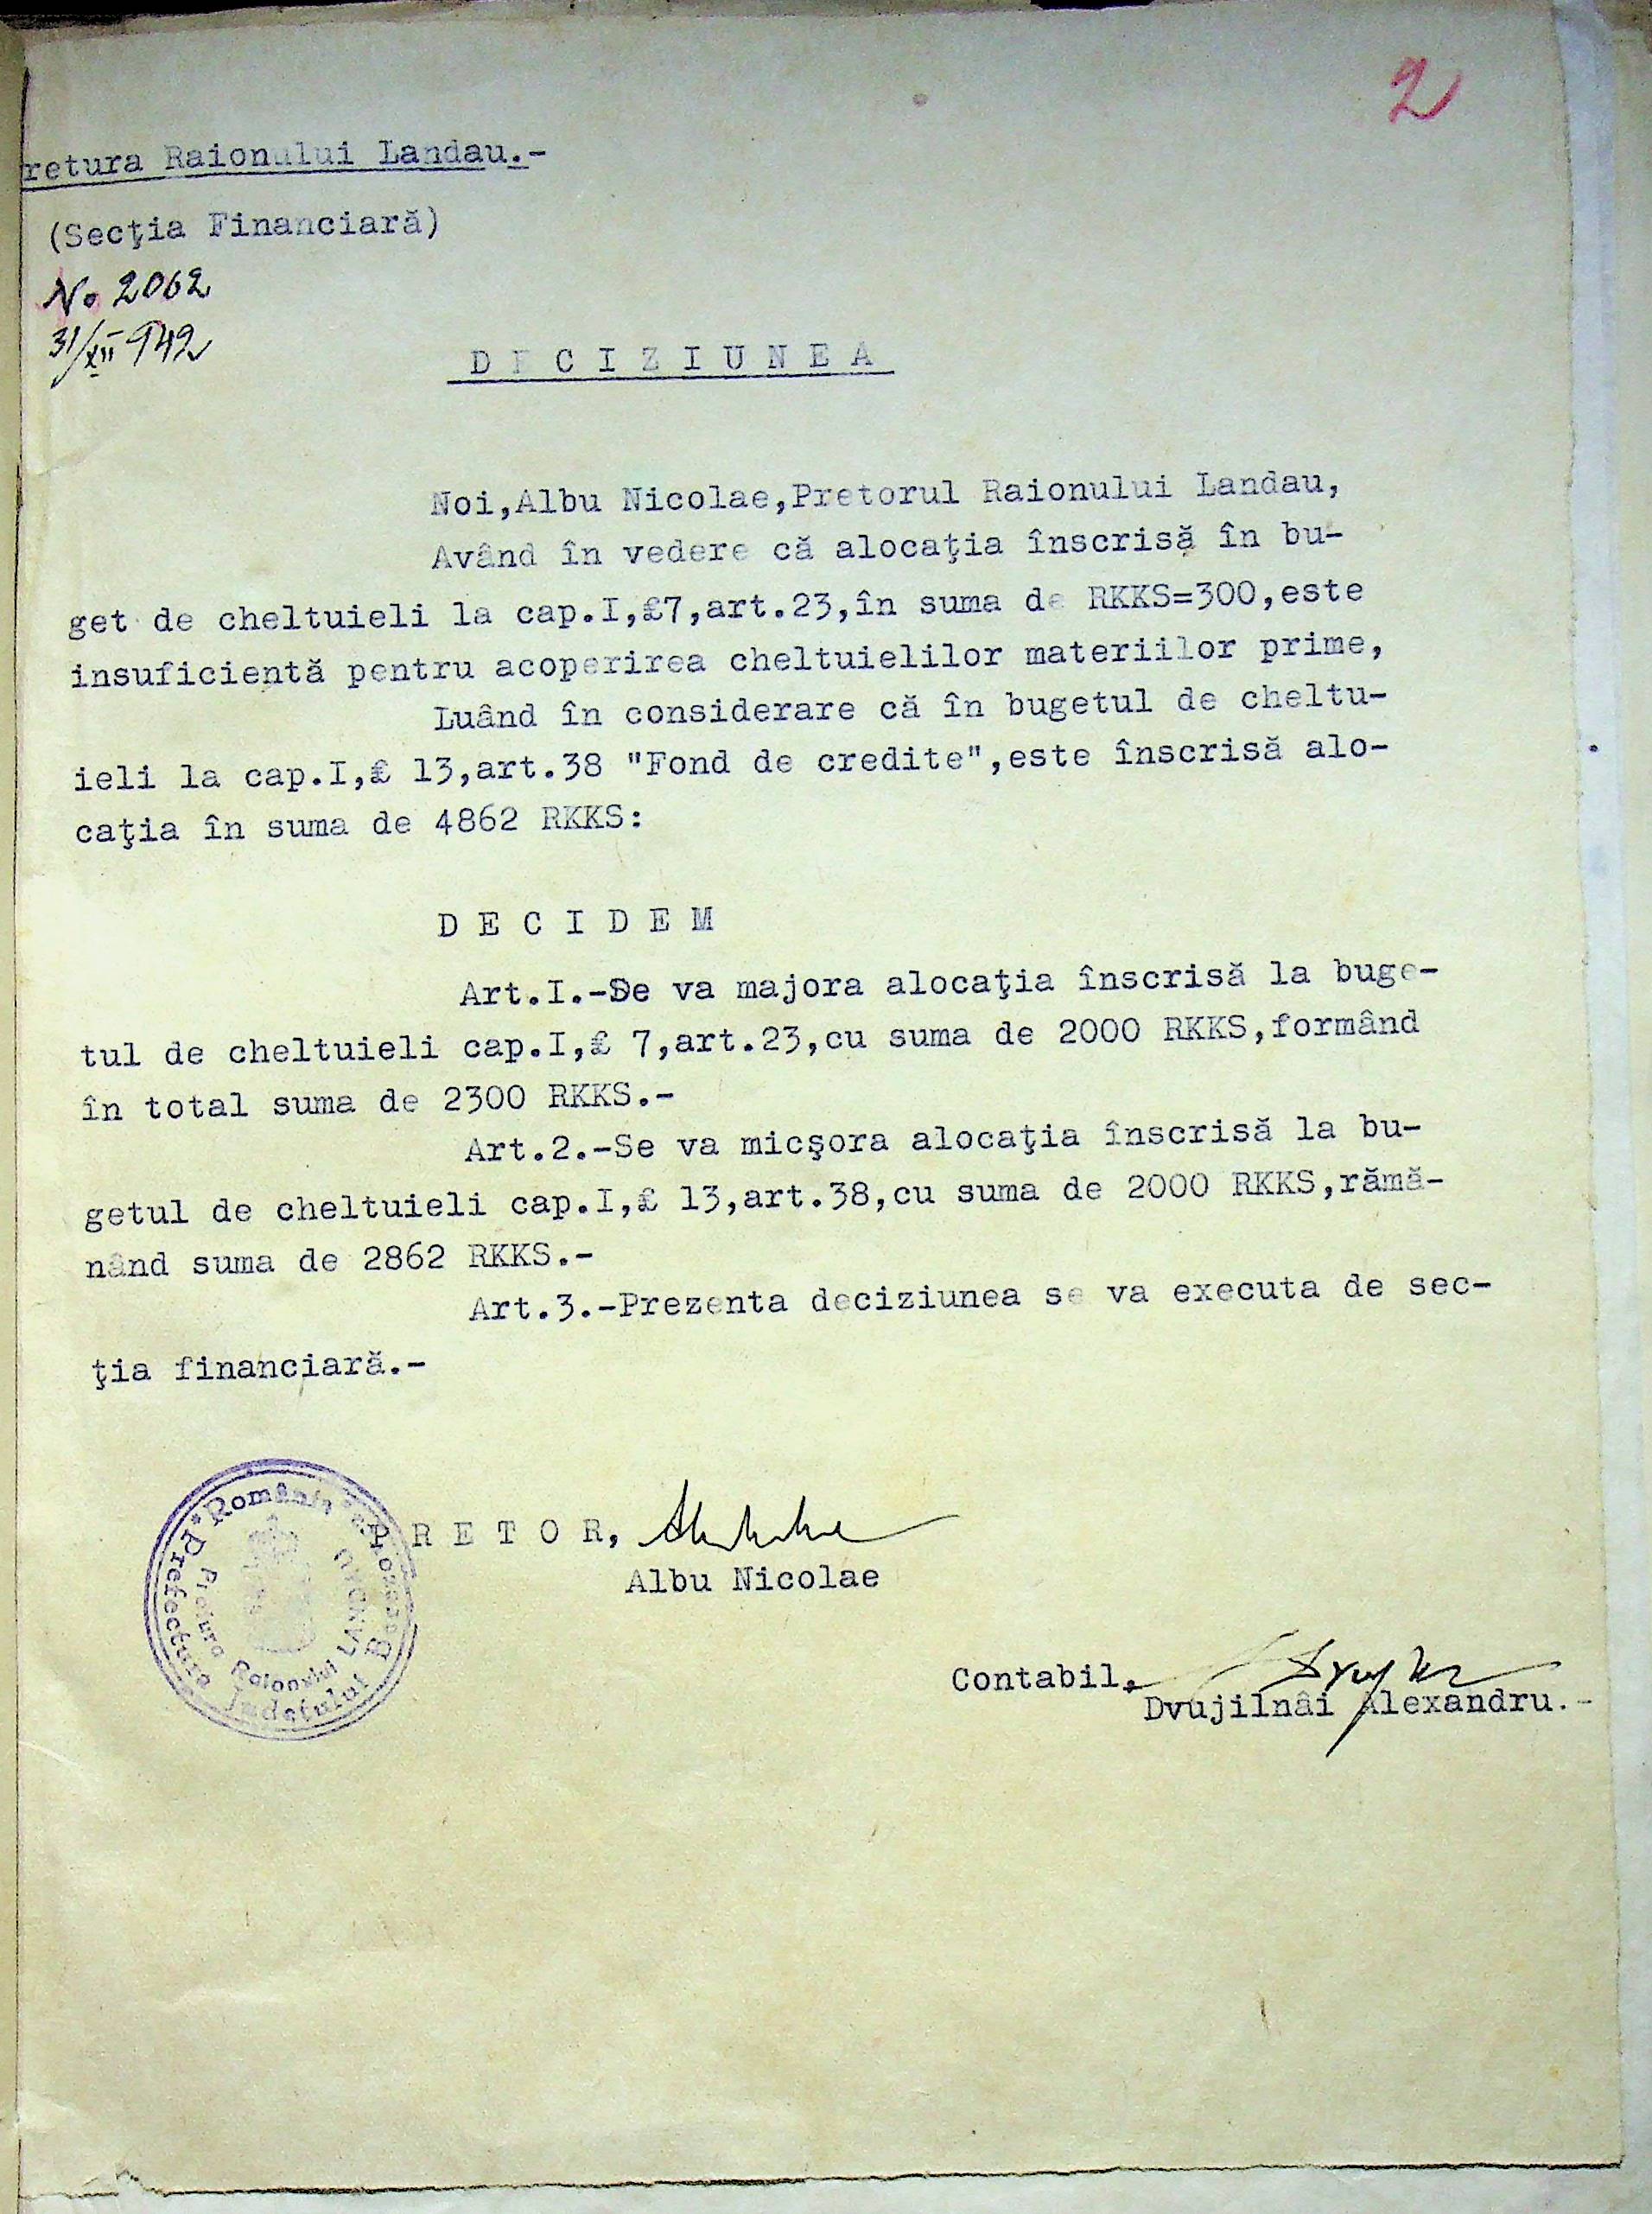 2
retura Raionului Landau.-
(Secţia Financiară)
No 2062
31/XII 942
DECIZIUNEA
Noi,Albu Nicolae,Pretorul Raionului Landau,
Având în vedere că alocaţia înscrisă în bu-
get de cheltuieli la cap.I,£7,art.23,în suma de RKKS=300,este
insuficientă pentru acoperirea cheltuielilor materiilor prime,
Luând în considerare că în bugetul de cheltu-
ieli la cap.I,£ 13,art.38 "Fond de credite",este înscrisă alo-
caţia în suma de 4862 RKKS:
D E C I D E M
Art.I.-Se va majora alocaţia înscrisă la buge-
tul de cheltuieli cap.I,£ 7,art.23,cu suma de 2000 RKKS,formând
în total suma de 2300 RKKS.-
Art.2.-Se va micşora alocaţia înscrisă la bu-
getul de cheltuieli cap.I,£ 13,art.38,cu suma de 2000 RKKS,rămă-
nând suma de 2862 RKKS.-
Art.3.-Prezenta deciziunea se va executa de sec-
ţia financiară.-
P R E T O R,
Albu Nicolae
România
Prefectura Judeţului
Pretura Raionului LANDAU
Contabil,
Dvujilnâi Alexandru.-